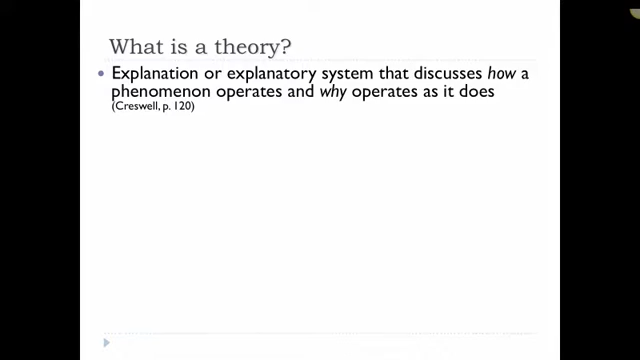 What is a theory?
Explanation or explanatory system that discusses how a
phenomenon operates and why operates as it does
(Creswell, p. 120)